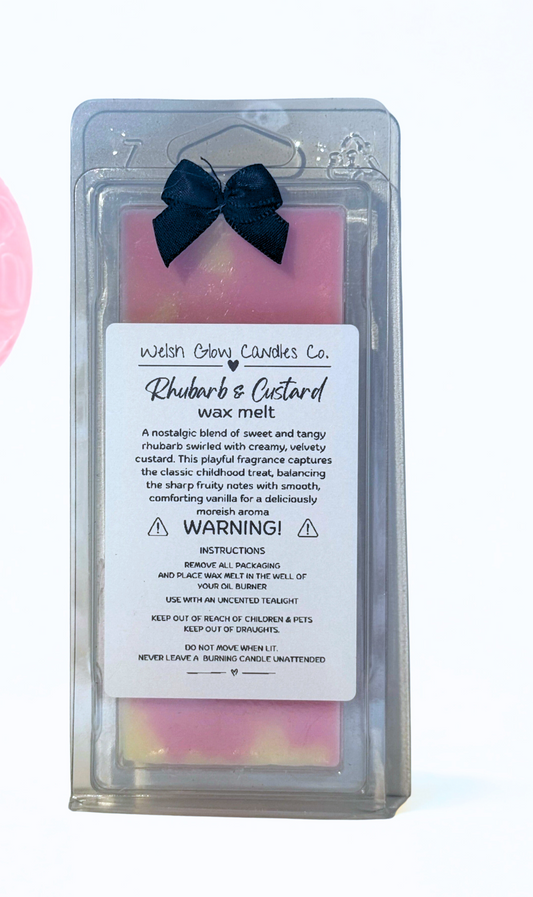 7
Welsh Glow Candles Co.
Rhubarb & Custard
wax melt
A nostalgic blend of sweet and tangy
rhubarb swirled with creamy, velvety
custard. This playful fragrance captures
the classic childhood treat, balancing
the sharp fruity notes with smooth,
comforting vanilla for a deliciously
moreish aroma
WARNING!
INSTRUCTIONS
REMOVE ALL PACKAGING
AND PLACE WAX MELT IN THE WELL OF
YOUR OIL BURNER
USE WITH AN UNCENTED TEALIGHT
KEEP OUT OF REACH OF CHILDREN & PETS
KEEP OUT OF DRAUGHTS.
DO NOT MOVE WHEN LIT.
NEVER LEAVE A BURNING CANDLE UNATTENDED